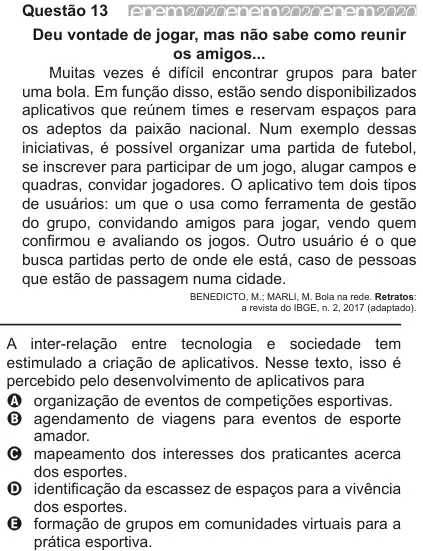 Questão 13 enem2020enem2020enem2020
Deu vontade de jogar, mas não sabe como reunir
os amigos...
Muitas vezes é difícil encontrar grupos para bater
uma bola. Em função disso, estão sendo disponibilizados
aplicativos que reúnem times e reservam espaços para
os adeptos da paixão nacional. Num exemplo dessas
iniciativas, é possível organizar uma partida de futebol,
se inscrever para participar de um jogo, alugar campos e
quadras, convidar jogadores. O aplicativo tem dois tipos
de usuários: um que o usa como ferramenta de gestão
do grupo, convidando amigos para jogar, vendo quem
confirmou e avaliando os jogos. Outro usuário é o que
busca partidas perto de onde ele está, caso de pessoas
que estão de passagem numa cidade.
BENEDICTO, M.; MARLI, M. Bola na rede. Retratos:
a revista do IBGE, n. 2, 2017 (adaptado).
A inter-relação entre tecnologia e sociedade tem
estimulado a criação de aplicativos. Nesse texto, isso é
percebido pelo desenvolvimento de aplicativos para
A organização de eventos de competições esportivas.
B agendamento de viagens para eventos de esporte
amador.
C mapeamento dos interesses dos praticantes acerca
dos esportes.
D identificação da escassez de espaços para a vivência
dos esportes.
E formação de grupos em comunidades virtuais para a
prática esportiva.